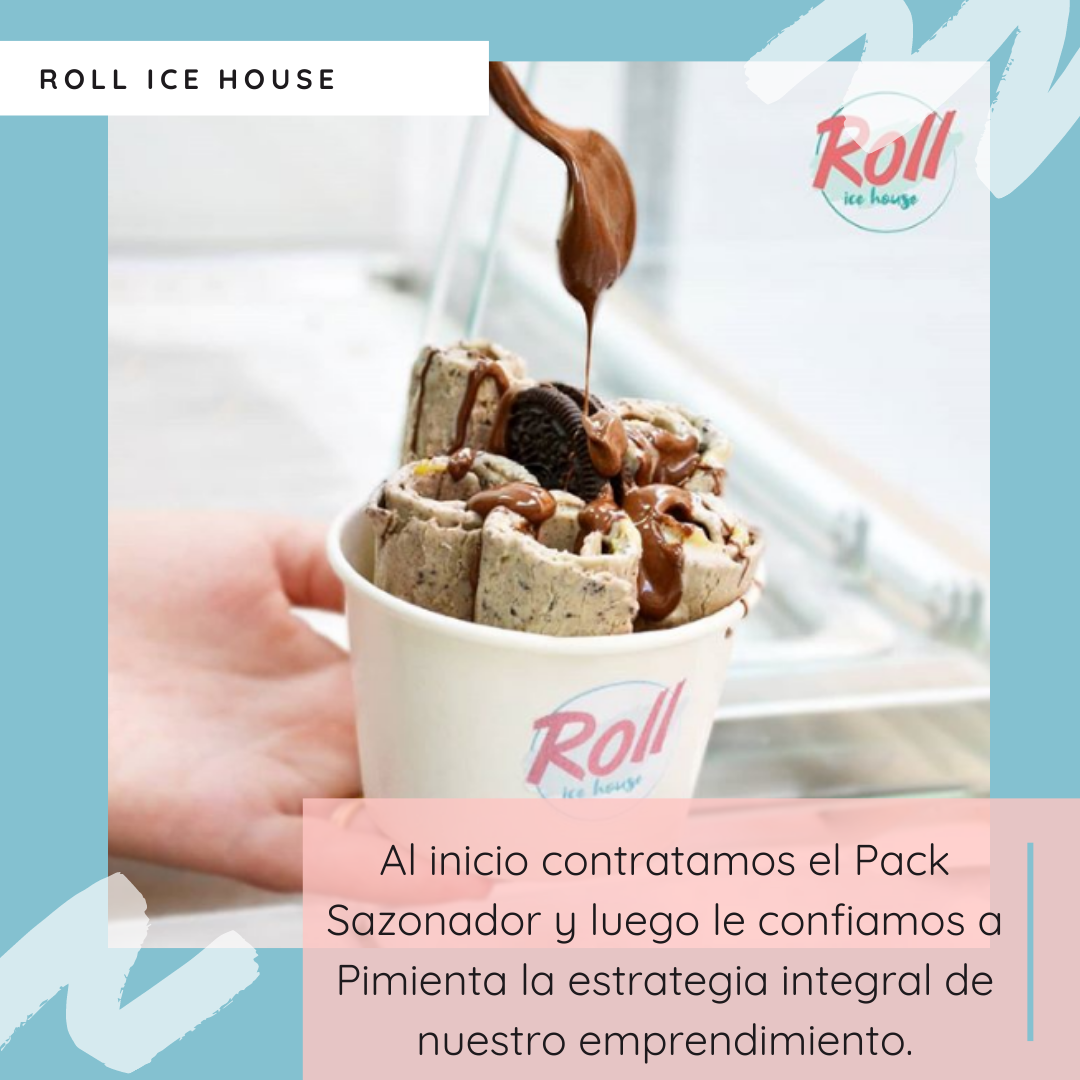 ROLL ICE HOUSE
Roll
ice house
Roll
ice house
Al inicio contratamos el Pack
Sazonador y luego le confiamos a
Pimienta la estrategia integral de
nuestro emprendimiento.